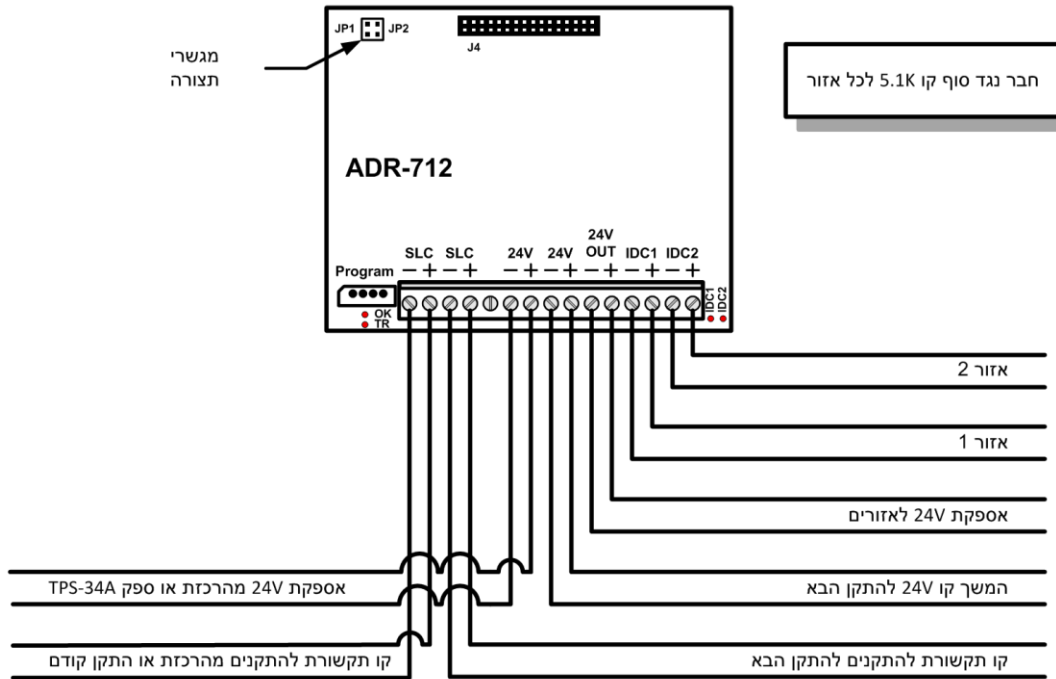 JP1 JP2
J4
מגשרי
תצורה
חבר נגד סוף קו 5.1K לכל אזור
ADR-712
24V
SLC SLC 24V 24V OUT IDC1 IDC2
— + — + — + — + — + — + — +
Program
OK
TR
IDC1
IDC2
אזור 2
אזור 1
אספקת 24V לאזורים
אספקת 24V מהרכזת או ספק TPS-34A
המשך קו 24V להתקן הבא
קו תקשורת להתקנים מהרכזת או התקן קודם
קו תקשורת להתקנים להתקן הבא